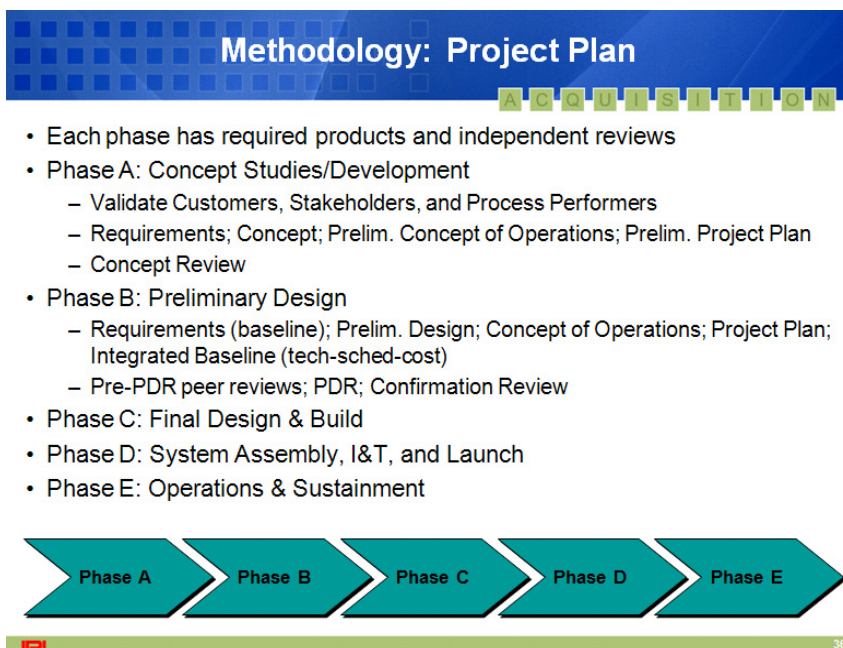 Methodology: Project Plan
ACQUISITION
• Each phase has required products and independent reviews
• Phase A: Concept Studies/Development
– Validate Customers, Stakeholders, and Process Performers
– Requirements; Concept; Prelim. Concept of Operations; Prelim. Project Plan
– Concept Review
• Phase B: Preliminary Design
– Requirements (baseline); Prelim. Design; Concept of Operations; Project Plan;
Integrated Baseline (tech-sched-cost)
– Pre-PDR peer reviews; PDR; Confirmation Review
• Phase C: Final Design & Build
• Phase D: System Assembly, I&T, and Launch
• Phase E: Operations & Sustainment
Phase A Phase B Phase C Phase D Phase E